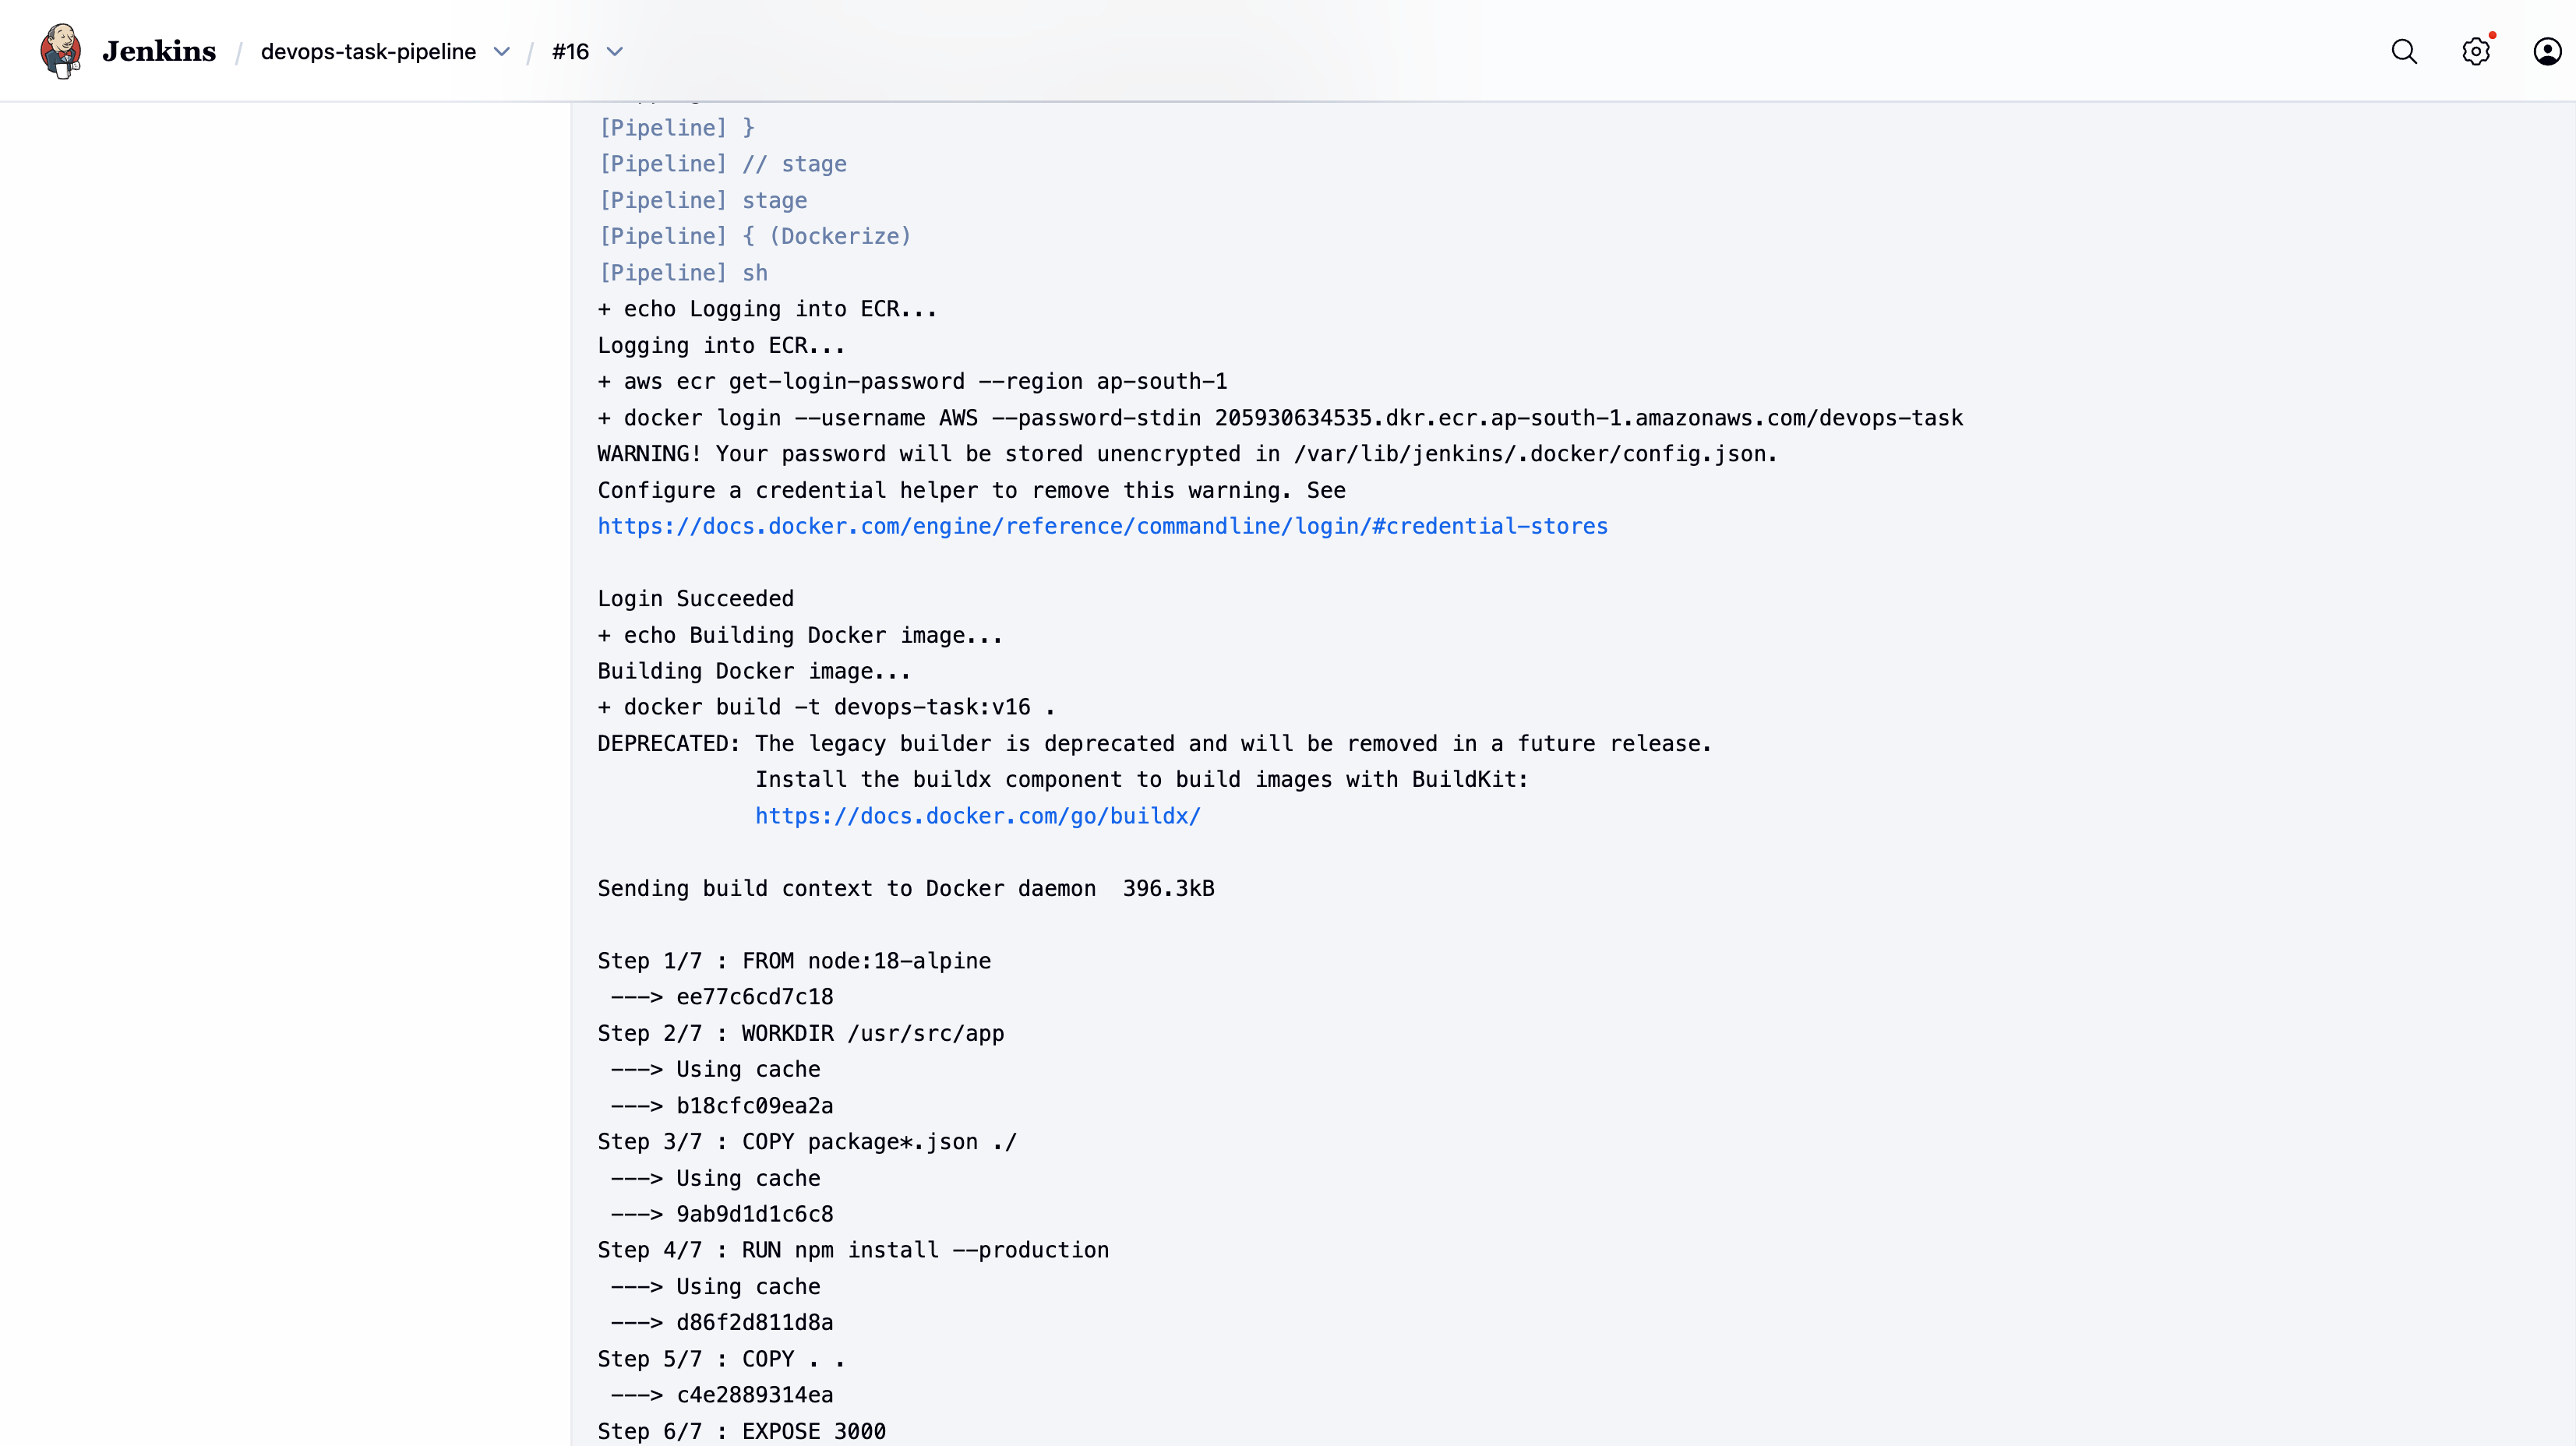 Jenkins / devops-task-pipeline / #16
[Pipeline] }
[Pipeline] // stage
[Pipeline] stage
[Pipeline] { (Dockerize)
[Pipeline] sh
+ echo Logging into ECR...
Logging into ECR...
+ aws ecr get-login-password --region ap-south-1
+ docker login --username AWS --password-stdin 205930634535.dkr.ecr.ap-south-1.amazonaws.com/devops-task
WARNING! Your password will be stored unencrypted in /var/lib/jenkins/.docker/config.json.
Configure a credential helper to remove this warning. See
https://docs.docker.com/engine/reference/commandline/login/#credential-stores
Login Succeeded
+ echo Building Docker image...
Building Docker image...
+ docker build -t devops-task:v16 .
DEPRECATED: The legacy builder is deprecated and will be removed in a future release.
Install the buildx component to build images with BuildKit:
https://docs.docker.com/go/buildx/
Sending build context to Docker daemon  396.3kB
Step 1/7 : FROM node:18-alpine
---> ee77c6cd7c18
Step 2/7 : WORKDIR /usr/src/app
---> Using cache
---> b18cfc09ea2a
Step 3/7 : COPY package*.json ./
---> Using cache
---> 9ab9d1d1c6c8
Step 4/7 : RUN npm install --production
---> Using cache
---> d86f2d811d8a
Step 5/7 : COPY . .
---> c4e2889314ea
Step 6/7 : EXPOSE 3000